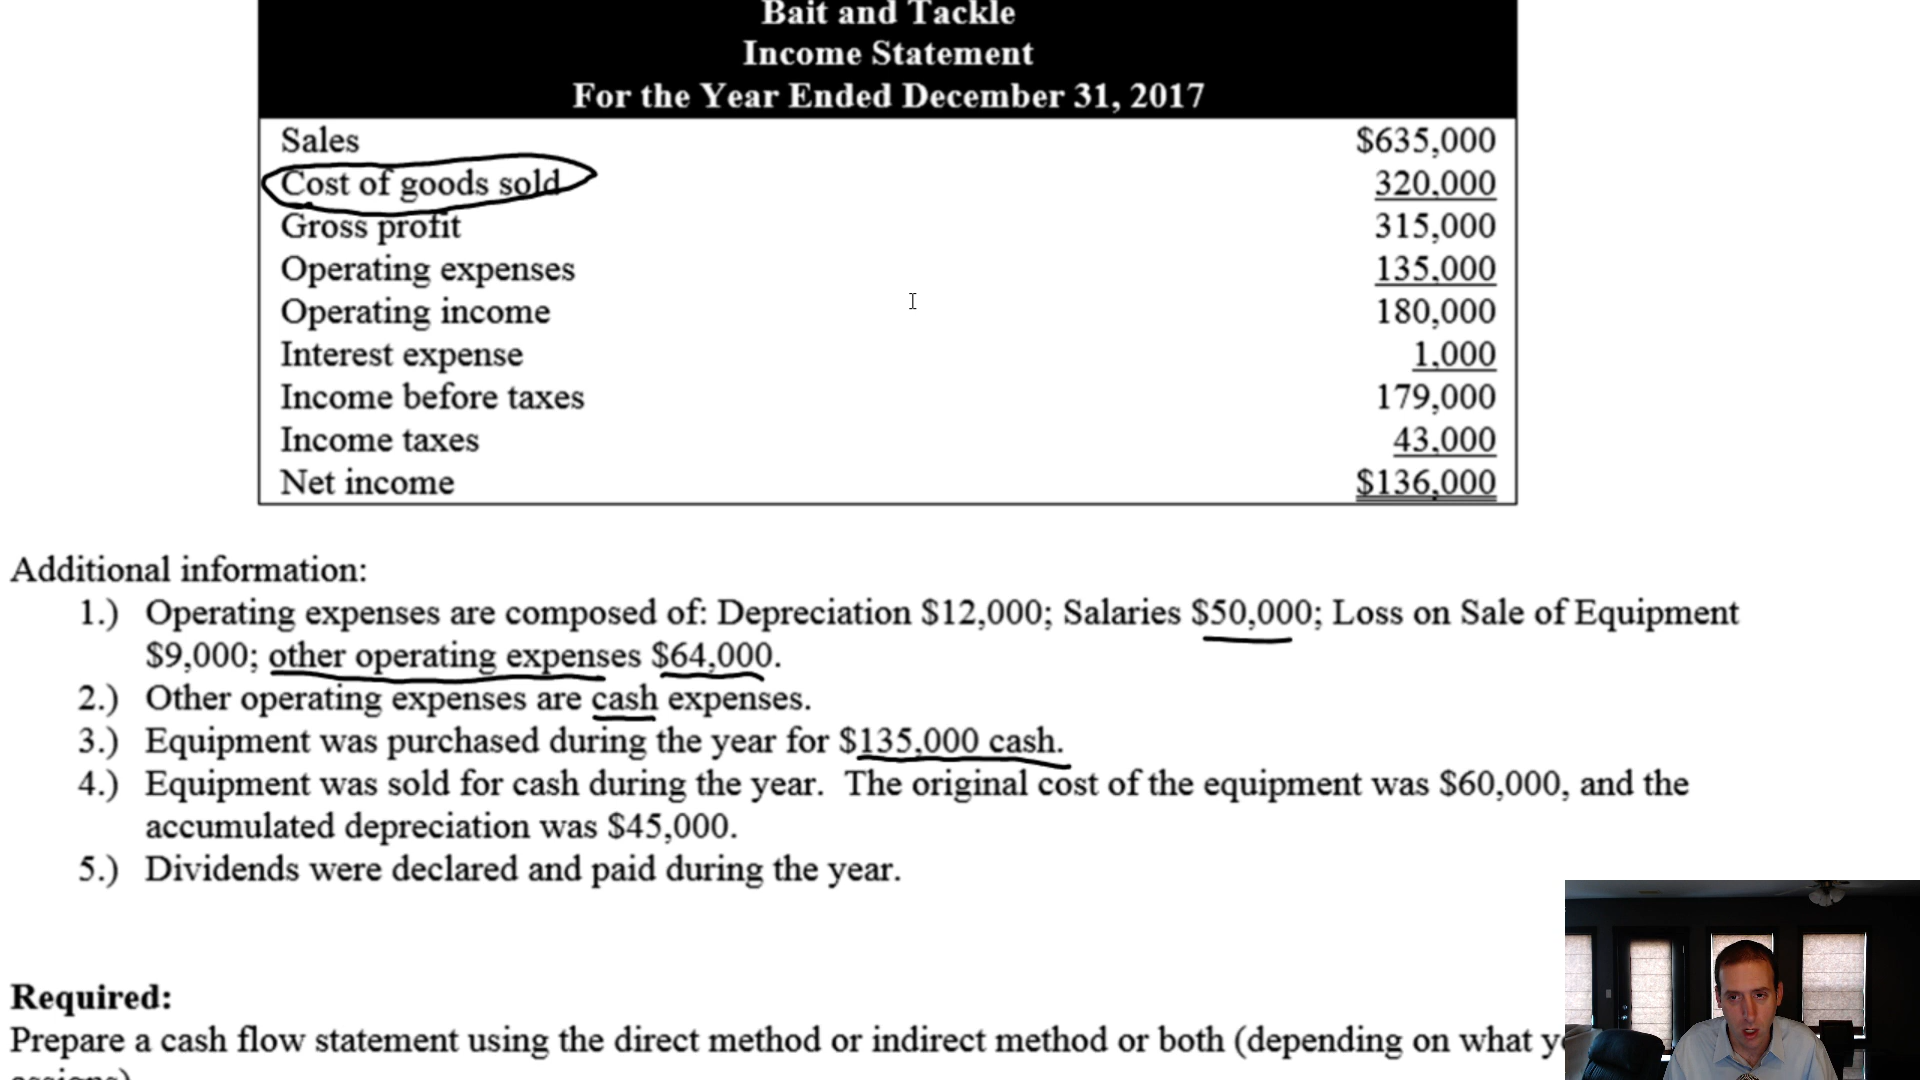 Bait and Tackle
Income Statement
For the Year Ended December 31, 2017
Sales $635,000
Cost of goods sold 320,000
Gross profit 315,000
Operating expenses 135,000
Operating income 180,000
Interest expense 1,000
Income before taxes 179,000
Income taxes 43,000
Net income $136,000
Additional information:
1.) Operating expenses are composed of: Depreciation $12,000; Salaries $50,000; Loss on Sale of Equipment
$9,000; other operating expenses $64,000.
2.) Other operating expenses are cash expenses.
3.) Equipment was purchased during the year for $135,000 cash.
4.) Equipment was sold for cash during the year. The original cost of the equipment was $60,000, and the
accumulated depreciation was $45,000.
5.) Dividends were declared and paid during the year.
Required:
Prepare a cash flow statement using the direct method or indirect method or both (depending on what